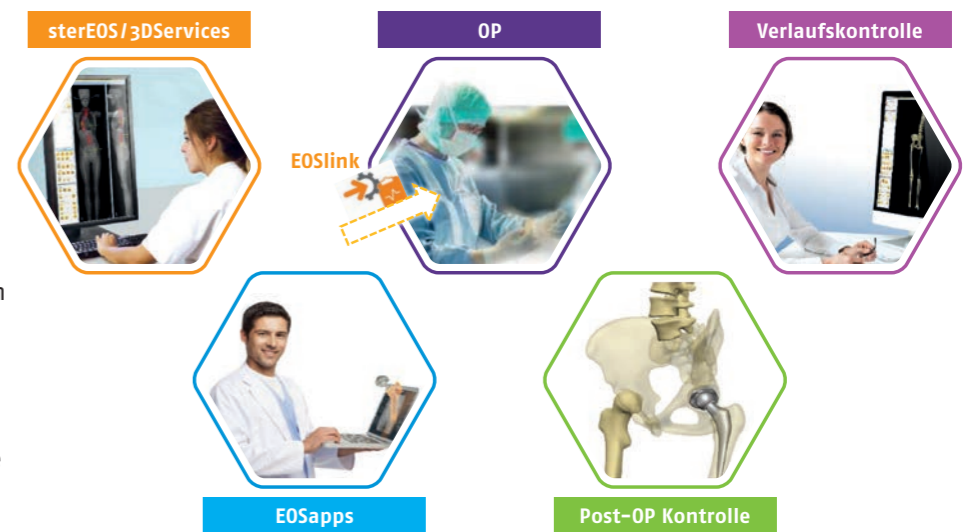 sterEOS/3DServices
OP
Verlaufskontrolle
EOSlink
EOSapps
Post-OP Kontrolle